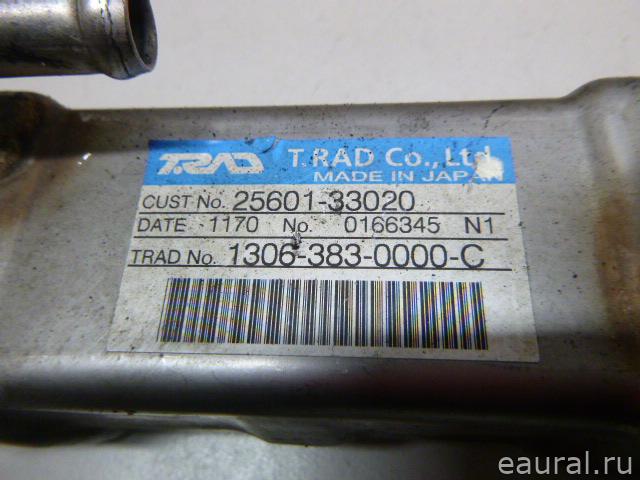 T.RAD T.RAD Co., Ltd
MADE IN JAPAN
CUST No. 25601-33020
DATE 1170 No. 0166345 N1
TRAD No. 1306-383-0000-C
eaural.ru